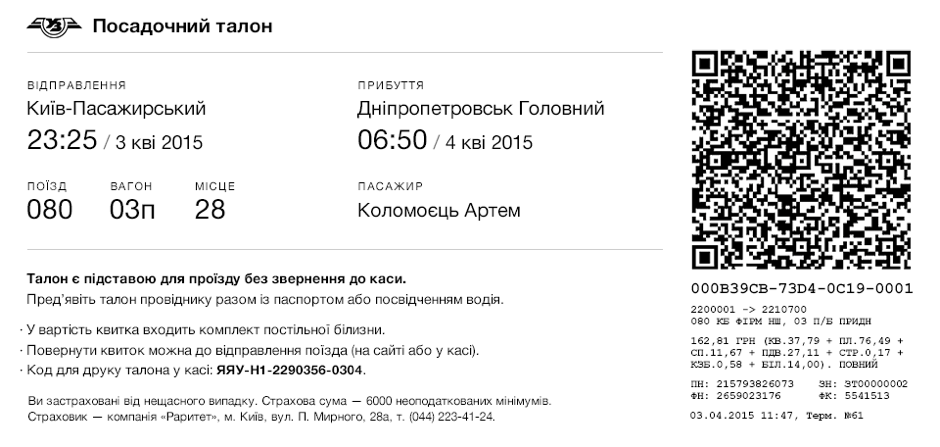 УЗ Посадочний талон
ВІДПРАВЛЕННЯ
Київ-Пасажирський
23:25 / 3 кві 2015
ПРИБУТТЯ
Дніпропетровськ Головний
06:50 / 4 кві 2015
ПОЇЗД ВАГОН МІСЦЕ
080 03п 28
ПАСАЖИР
Коломоєць Артем
Талон є підставою для проїзду без звернення до каси.
Пред’явіть талон провіднику разом із паспортом або посвідченням водія.
· У вартість квитка входить комплект постільної білизни.
· Повернути квиток можна до відправлення поїзда (на сайті або у касі).
· Код для друку талона у касі: ЯЯУ-Н1-2290356-0304.
Ви застраховані від нещасного випадку. Страхова сума — 6000 неоподаткованих мінімумів.
Страховик — компанія «Раритет», м. Київ, вул. П. Мирного, 28а, т. (044) 223-41-24.
000B39CB-73D4-0C19-0001
2200001 -> 2210700
080 КБ ФІРМ НШ, 03 П/Б ПРИДН
162,81 ГРН (КВ.37,79 + ПЛ.76,49 +
СП.11,67 + ПДВ.27,11 + СТР.0,17 +
КЗБ.0,58 + БІЛ.14,00). ПОВНИЙ
ПН: 215793826073 ЗН: ЗТ00000002
ФН: 2659023176 ФК: 5541513
03.04.2015 11:47, Терм. №61